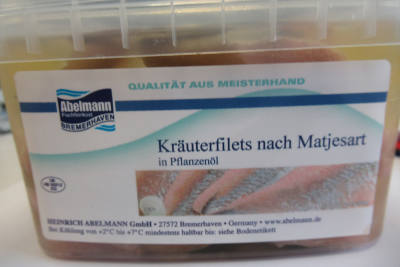 QUALITÄT AUS MEISTERHAND
Abelmann
Fischfeinkost
BREMERHAVEN
Kräuterfilets nach Matjesart
in Pflanzenöl
HEINRICH ABELMANN GmbH • 27572 Bremerhaven • Germany • www.abelmann.de
Bei Kühlung von +2°C bis +7°C mindestens haltbar bis: siehe Bodenetikett